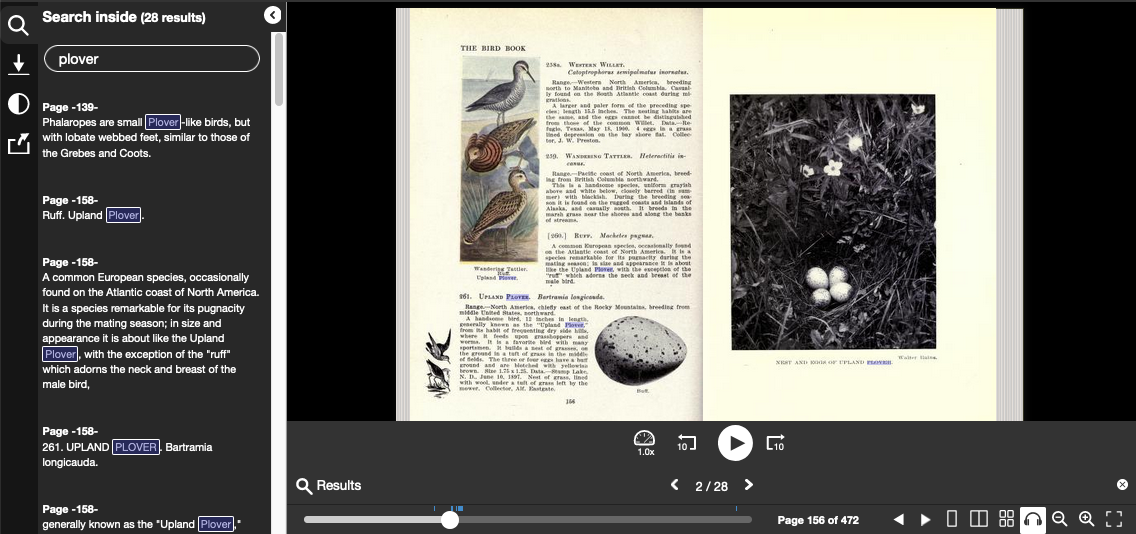 Search inside (28 results)
plover
Page -139-
Phalaropes are small Plover-like birds, but
with lobate webbed feet, similar to those of
the Grebes and Coots.
Page -158-
Ruff. Upland Plover.
Page -158-
A common European species, occasionally
found on the Atlantic coast of North America.
It is a species remarkable for its pugnacity
during the mating season; in size and
appearance it is about like the Upland
Plover, with the exception of the "ruff"
which adorns the neck and breast of the
male bird,
Page -158-
261. UPLAND PLOVER. Bartramia
longicauda.
Page -158-
generally known as the "Upland Plover,"
THE BIRD BOOK
258a. WESTERN WILLET.
Catoptrophorus semipalmatus inornatus.
Range.—Western North America, breeding
north to Manitoba and British Columbia. Casual-
ly found on the South Atlantic coast during mi-
grations.
A larger and paler form of the preceding spe-
cies; length 15.5 inches. The nesting habits are
the same, and the eggs cannot be distinguished
from those of the common Willet. Data.—Re-
fugio, Texas, May 18, 1900. 4 eggs in a grass
lined depression on the bay shore flat. Collec-
tor, J. W. Preston.
259. WANDERING TATTLER. Heteractitis in-
canus.
Range.—Pacific coast of North America, breed-
ing from British Columbia northward.
This is a handsome species, uniform grayish
above and white below, closely barred (in sum-
mer) with blackish. During the breeding sea-
son it is found on the rugged coasts and islands of
Alaska, and casually south. It breeds in the
marsh grass near the shores and along the banks
of streams.
[260.] RUFF. Machetes pugnax.
A common European species, occasionally found
on the Atlantic coast of North America. It is a
species remarkable for its pugnacity during the
mating season; in size and appearance it is about
like the Upland Plover, with the exception of the
"ruff" which adorns the neck and breast of the
male bird.
Wandering Tattler.
Ruff.
Upland Plover.
261. UPLAND PLOVER. Bartramia longicauda.
Range.—North America, chiefly east of the Rocky Mountains, breeding from
middle United States, northward.
A handsome bird, 12 inches in length,
generally known as the "Upland Plover,"
from its habit of frequenting dry side hills,
where it feeds upon grasshoppers and
worms. It is a favorite bird with many
sportsmen. It builds a nest of grasses, on
the ground in a tuft of grass in the middle
of fields. The three or four eggs have a buff
ground and are blotched with yellowish
brown. Size 1.75 x 1.25. Data.—Stump Lake,
N. D., June 10, 1897. Nest of grass, lined
with wool, under a tuft of grass left by the
mower. Collector, Alf. Eastgate.
Buff.
156
Walter Raine.
NEST AND EGGS OF UPLAND PLOVER.
1.0x
10
10
Results
2 / 28
Page 156 of 472